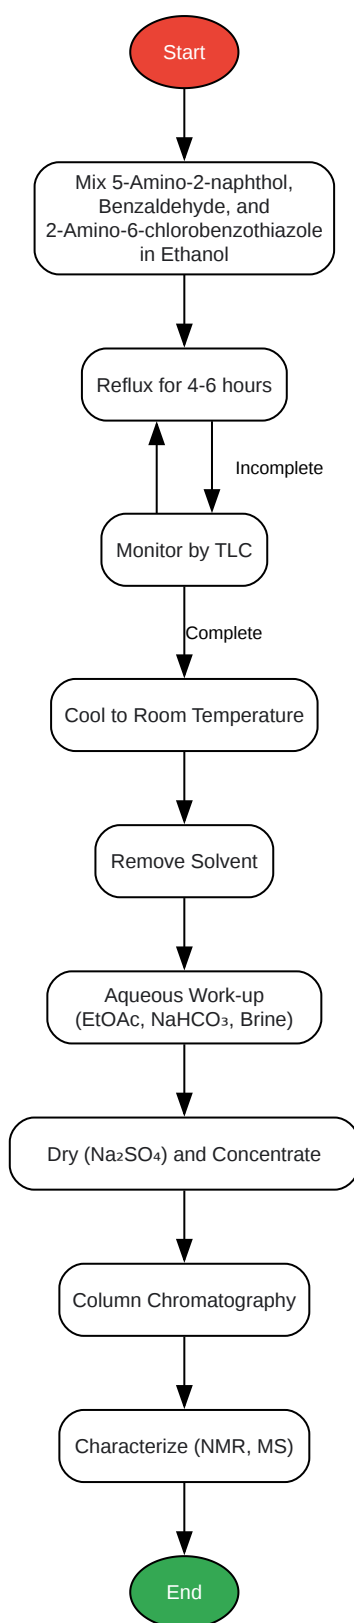 Start
Mix 5-Amino-2-naphthol,
Benzaldehyde, and
2-Amino-6-chlorobenzothiazole
in Ethanol
Reflux for 4-6 hours
Incomplete
Monitor by TLC
Complete
Cool to Room Temperature
Remove Solvent
Aqueous Work-up
(EtOAc, NaHCO₃, Brine)
Dry (Na₂SO₄) and Concentrate
Column Chromatography
Characterize (NMR, MS)
End